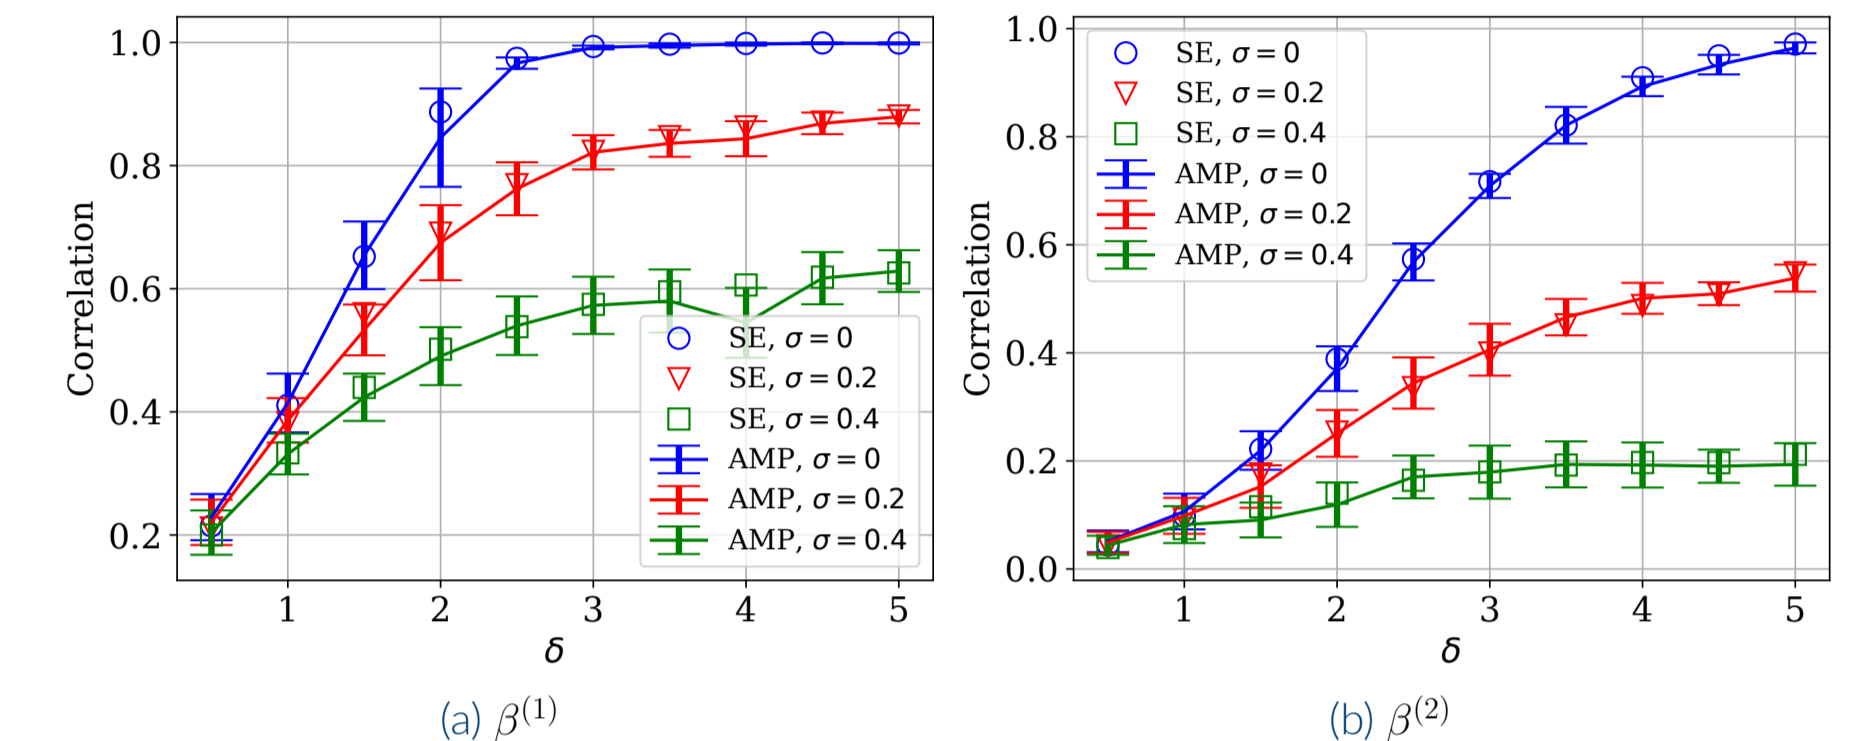 1.0
0.8
0.6
0.4
0.2
Correlation
SE, σ = 0
SE, σ = 0.2
SE, σ = 0.4
AMP, σ = 0
AMP, σ = 0.2
AMP, σ = 0.4
1 2 3 4 5
δ
(a) β^(1)
1.0
0.8
0.6
0.4
0.2
0.0
Correlation
SE, σ = 0
SE, σ = 0.2
SE, σ = 0.4
AMP, σ = 0
AMP, σ = 0.2
AMP, σ = 0.4
1 2 3 4 5
δ
(b) β^(2)